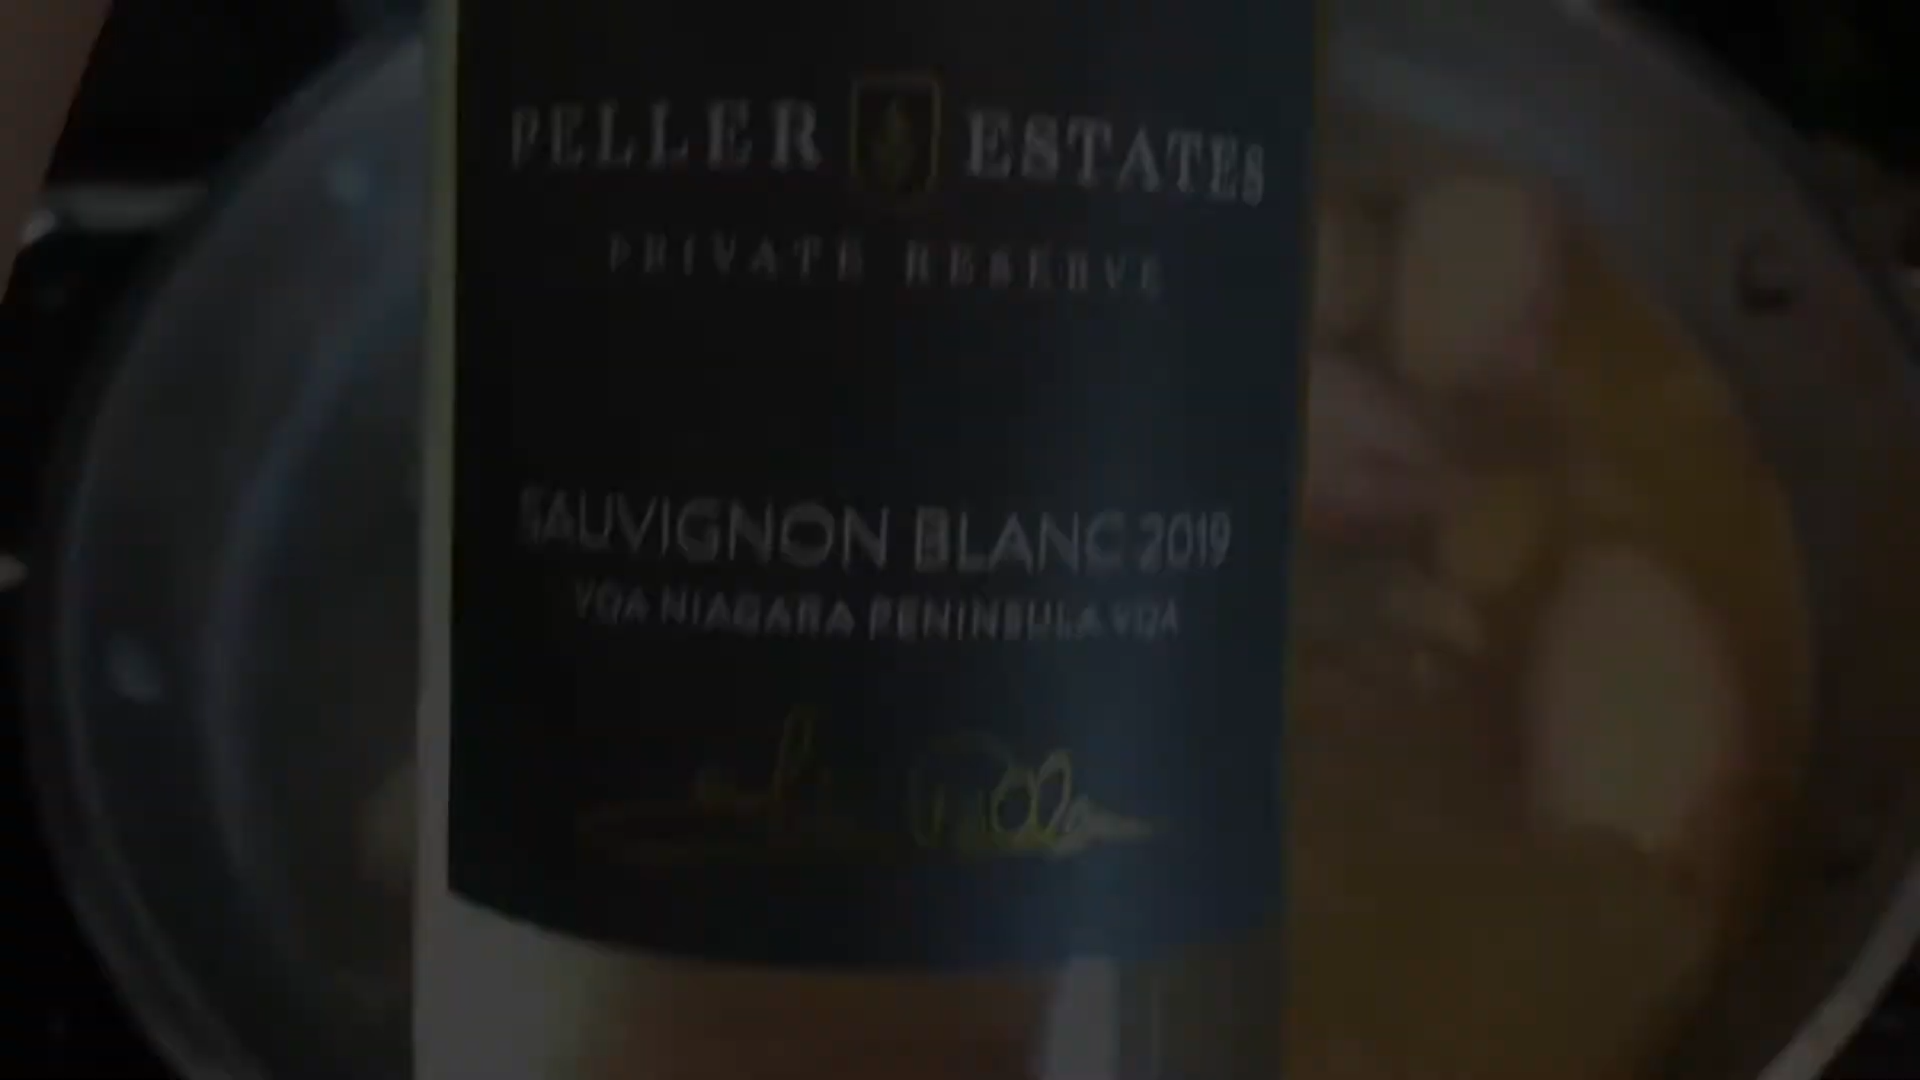 PELLER ESTATES
PRIVATE RESERVE
SAUVIGNON BLANC 2019
VQA NIAGARA PENINSULA VQA